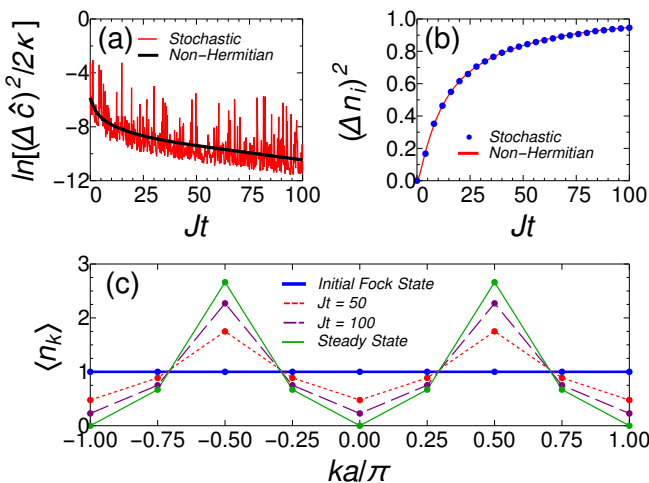 (a)
0
−4
−8
−12
ln[(Δ ĉ)²/2κ]
Stochastic
Non-Hermitian
0 25 50 75 100
Jt
(b)
1.0
0.8
0.6
0.4
0.2
0.0
(Δ nᵢ)²
Stochastic
Non-Hermitian
0 25 50 75 100
Jt
(c)
3
2
1
0
⟨nₖ⟩
Initial Fock State
Jt = 50
Jt = 100
Steady State
−1.00 −0.75 −0.50 −0.25 0.00 0.25 0.50 0.75 1.00
ka/π